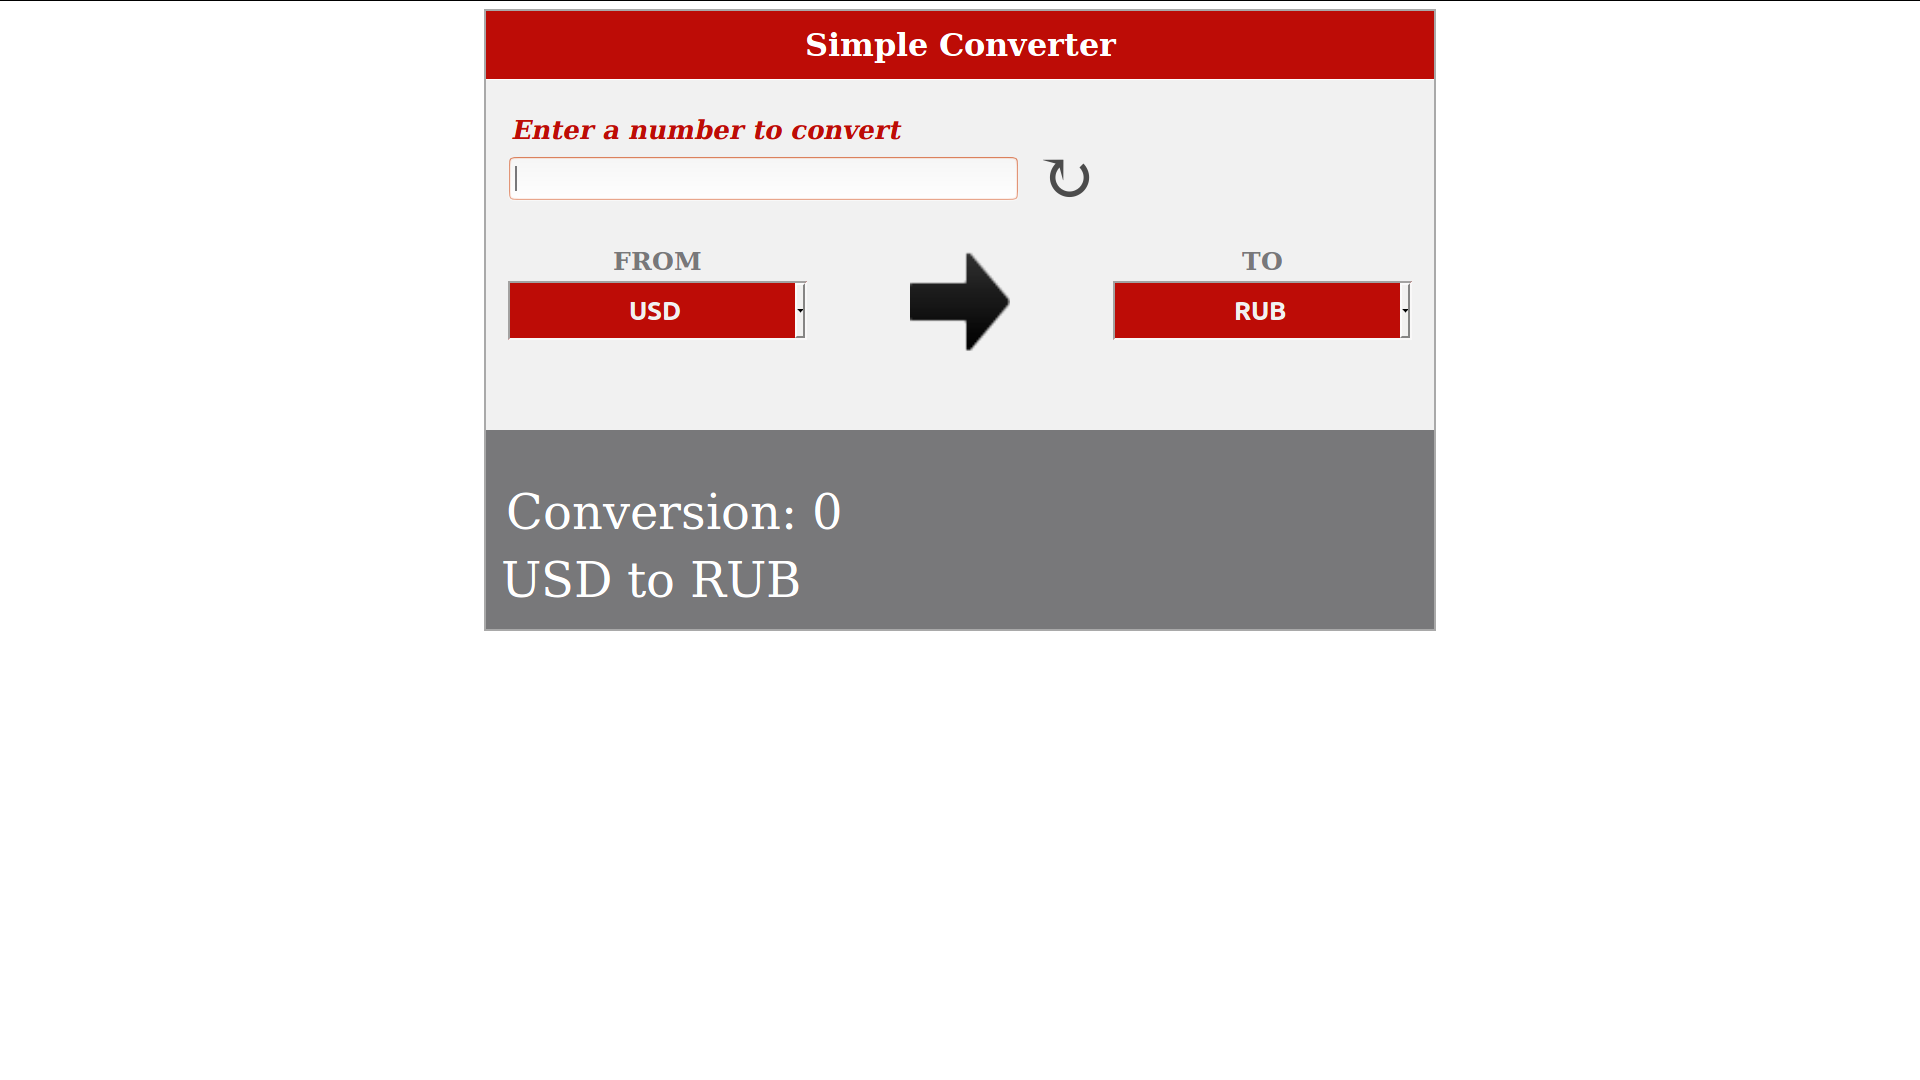 Simple Converter
Enter a number to convert
FROM
TO
USD
RUB
Conversion: 0
USD to RUB